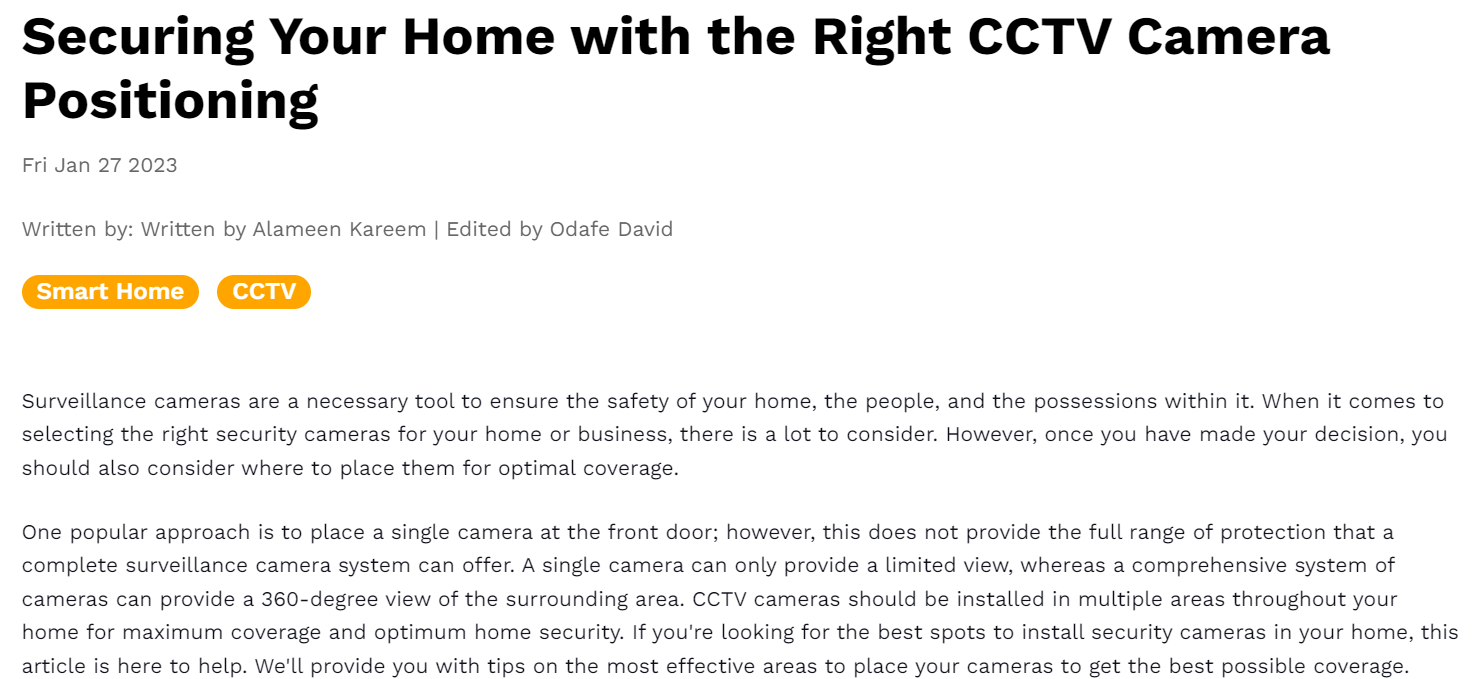 Securing Your Home with the Right CCTV Camera
Positioning
Fri Jan 27 2023
Written by: Written by Alameen Kareem | Edited by Odafe David
Smart Home CCTV
Surveillance cameras are a necessary tool to ensure the safety of your home, the people, and the possessions within it. When it comes to
selecting the right security cameras for your home or business, there is a lot to consider. However, once you have made your decision, you
should also consider where to place them for optimal coverage.
One popular approach is to place a single camera at the front door; however, this does not provide the full range of protection that a
complete surveillance camera system can offer. A single camera can only provide a limited view, whereas a comprehensive system of
cameras can provide a 360-degree view of the surrounding area. CCTV cameras should be installed in multiple areas throughout your
home for maximum coverage and optimum home security. If you're looking for the best spots to install security cameras in your home, this
article is here to help. We'll provide you with tips on the most effective areas to place your cameras to get the best possible coverage.